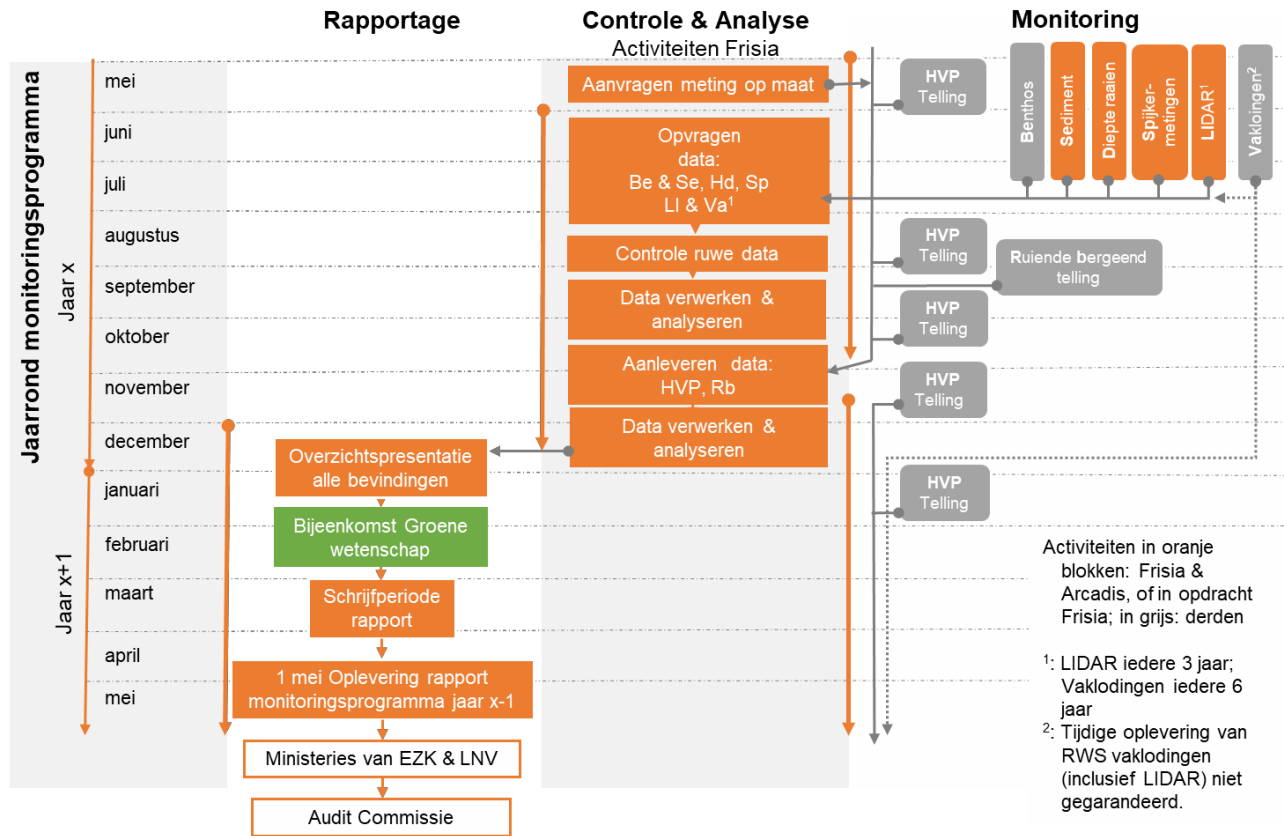 Rapportage
Controle & Analyse
Activiteiten Frisia
Monitoring
Jaarrond monitoringsprogramma
Jaar x
Jaar x+1
mei
juni
juli
augustus
september
oktober
november
december
januari
februari
maart
april
mei
Overzichtspresentatie
alle bevindingen
Bijeenkomst Groene
wetenschap
Schrijfperiode
rapport
1 mei Oplevering rapport
monitoringsprogramma jaar x-1
Ministeries van EZK & LNV
Audit Commissie
Aanvragen meting op maat
Opvragen
data:
Be & Se, Hd, Sp
LI & Va¹
Controle ruwe data
Data verwerken &
analyseren
Aanleveren data:
HVP, Rb
Data verwerken &
analyseren
HVP
Telling
Benthos
Sediment
Diepte raaien
Spijker-
metingen
LIDAR¹
Vaklodingen²
HVP
Telling
Ruiende bergeend
telling
HVP
Telling
HVP
Telling
HVP
Telling
Activiteiten in oranje
blokken: Frisia &
Arcadis, of in opdracht
Frisia; in grijs: derden
¹: LIDAR iedere 3 jaar;
Vaklodingen iedere 6
jaar
²: Tijdige oplevering van
RWS vaklodingen
(inclusief LIDAR) niet
gegarandeerd.